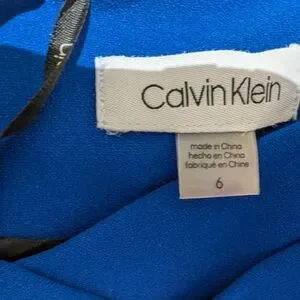 Calvin Klein
made in China
hecho en China
fabriqué en Chine
6